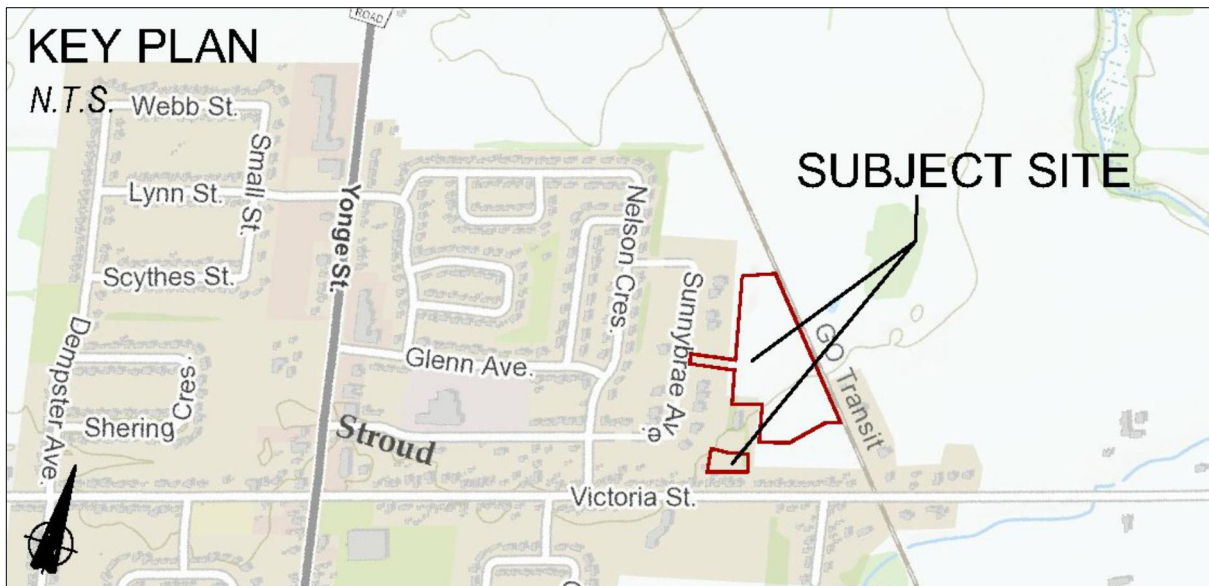 ROAD
KEY PLAN
N.T.S.
Webb St.
Small St.
Lynn St.
Yonge St.
Scythes St.
Nelson Cres.
Sunnybrae Av
e.
SUBJECT SITE
GO Transit
Glenn Ave.
Dempster Ave.
Shering
Cres.
Stroud
Victoria St.